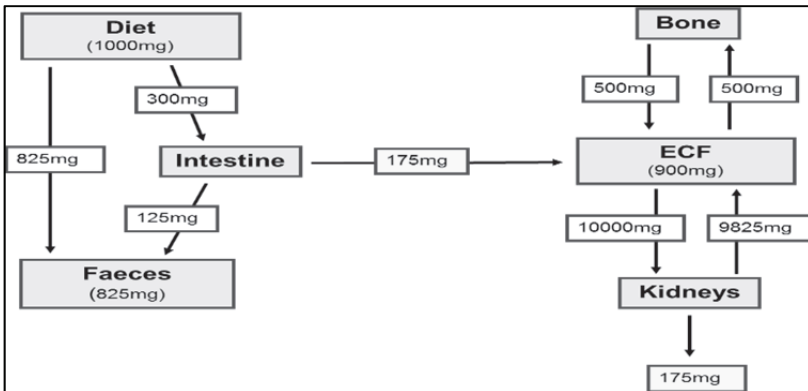 Diet
(1000mg)
Bone
300mg
500mg
500mg
825mg
Intestine
175mg
ECF
(900mg)
125mg
10000mg
9825mg
Faeces
(825mg)
Kidneys
175mg